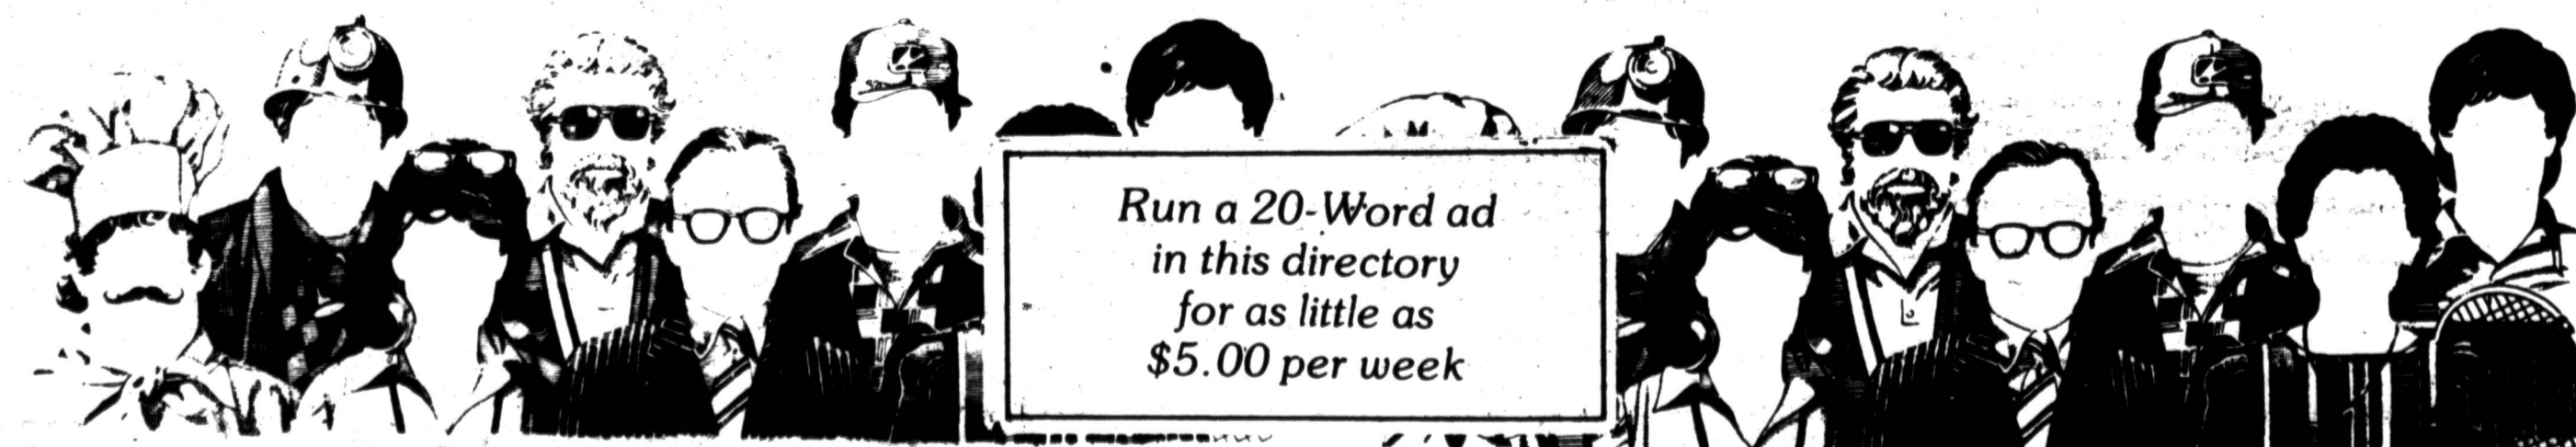 Run a 20-Word ad
in this directory
for as little as
$5.00 per week